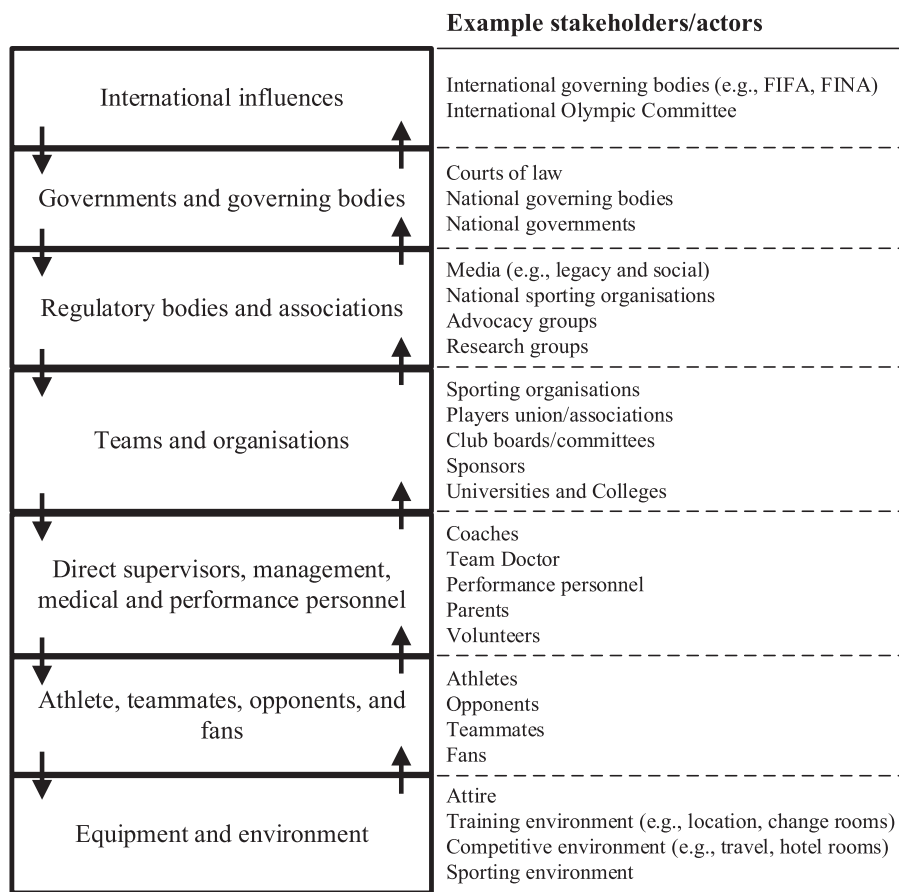 Example stakeholders/actors
International influences
International governing bodies (e.g., FIFA, FINA)
International Olympic Committee
Governments and governing bodies
Courts of law
National governing bodies
National governments
Regulatory bodies and associations
Media (e.g., legacy and social)
National sporting organisations
Advocacy groups
Research groups
Teams and organisations
Sporting organisations
Players union/associations
Club boards/committees
Sponsors
Universities and Colleges
Direct supervisors, management,
medical and performance personnel
Coaches
Team Doctor
Performance personnel
Parents
Volunteers
Athlete, teammates, opponents, and
fans
Athletes
Opponents
Teammates
Fans
Equipment and environment
Attire
Training environment (e.g., location, change rooms)
Competitive environment (e.g., travel, hotel rooms)
Sporting environment